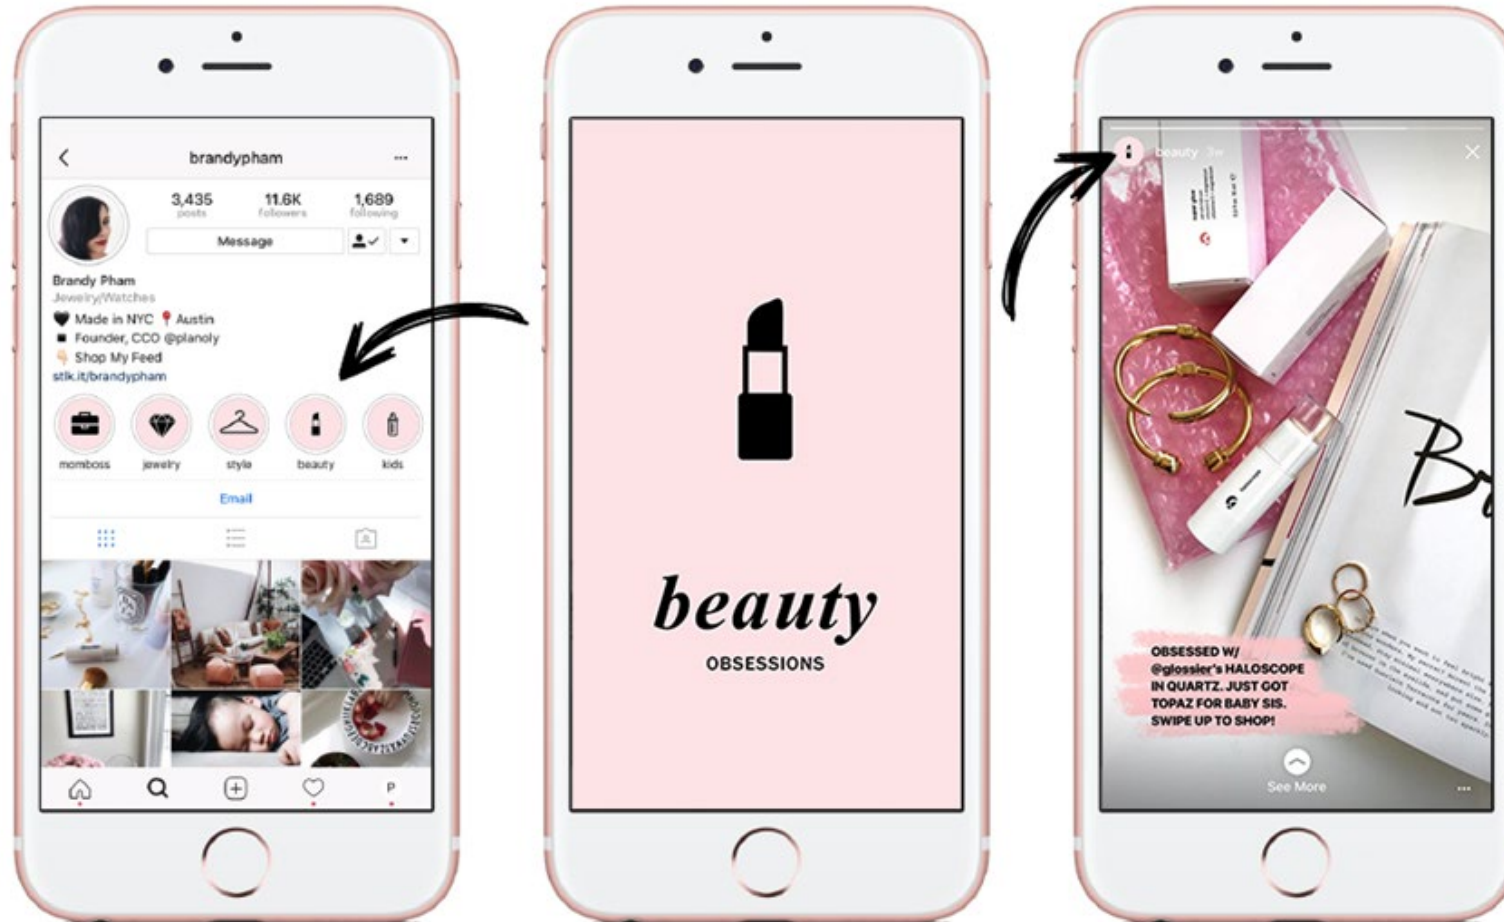 brandypham
3,435
11.6K
1,689
posts
followers
following
Message
Brandy Pham
Jewelry/Watches
Made in NYC 📍 Austin
Founder, CCO @planoly
Shop My Feed
stlk.it/brandypham
momboss
jewelry
style
beauty
kids
Email
P
beauty
OBSESSIONS
beauty 3w
OBSESSED W/
@glossier's HALOSCOPE
IN QUARTZ. JUST GOT
TOPAZ FOR BABY SIS.
SWIPE UP TO SHOP!
See More